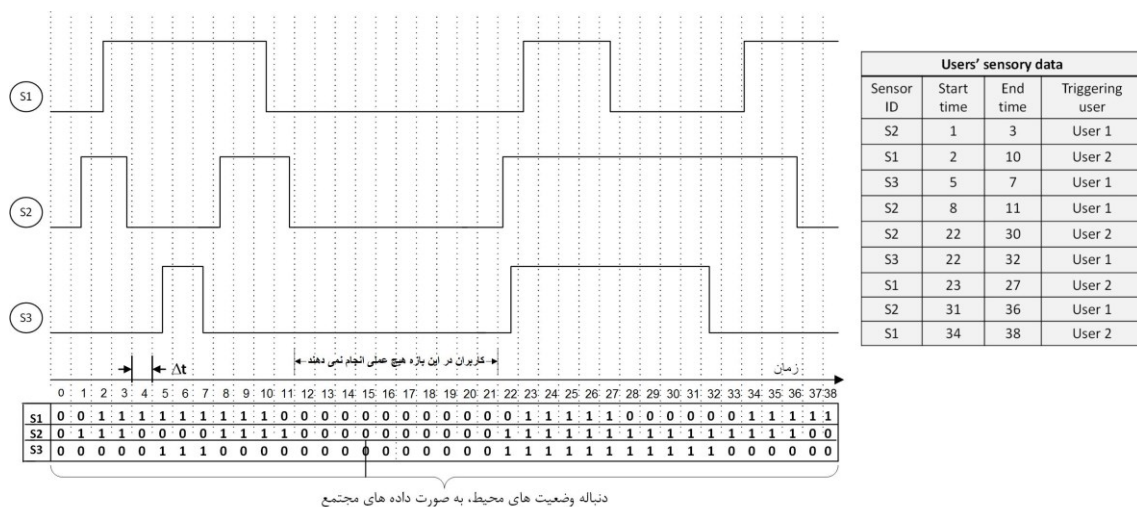 S1
S2
S3
کاربران در این بازه هیچ عملی انجام نمی دهند
Δt
زمان
0 1 2 3 4 5 6 7 8 9 10 11 12 13 14 15 16 17 18 19 20 21 22 23 24 25 26 27 28 29 30 31 32 33 34 35 36 37 38
S1 0 0 1 1 1 1 1 1 1 1 1 0 0 0 0 0 0 0 0 0 0 0 0 1 1 1 1 1 0 0 0 0 0 0 1 1 1 1 1
S2 0 1 1 1 0 0 0 0 1 1 1 1 0 0 0 0 0 0 0 0 0 0 1 1 1 1 1 1 1 1 1 1 1 1 1 1 1 0 0
S3 0 0 0 0 0 1 1 1 0 0 0 0 0 0 0 0 0 0 0 0 0 0 1 1 1 1 1 1 1 1 1 1 1 0 0 0 0 0 0
دنباله وضعیت های محیط، به صورت داده های مجتمع
Users' sensory data
Sensor ID Start time End time Triggering user
S2 1 3 User 1
S1 2 10 User 2
S3 5 7 User 1
S2 8 11 User 1
S2 22 30 User 2
S3 22 32 User 1
S1 23 27 User 2
S2 31 36 User 1
S1 34 38 User 2